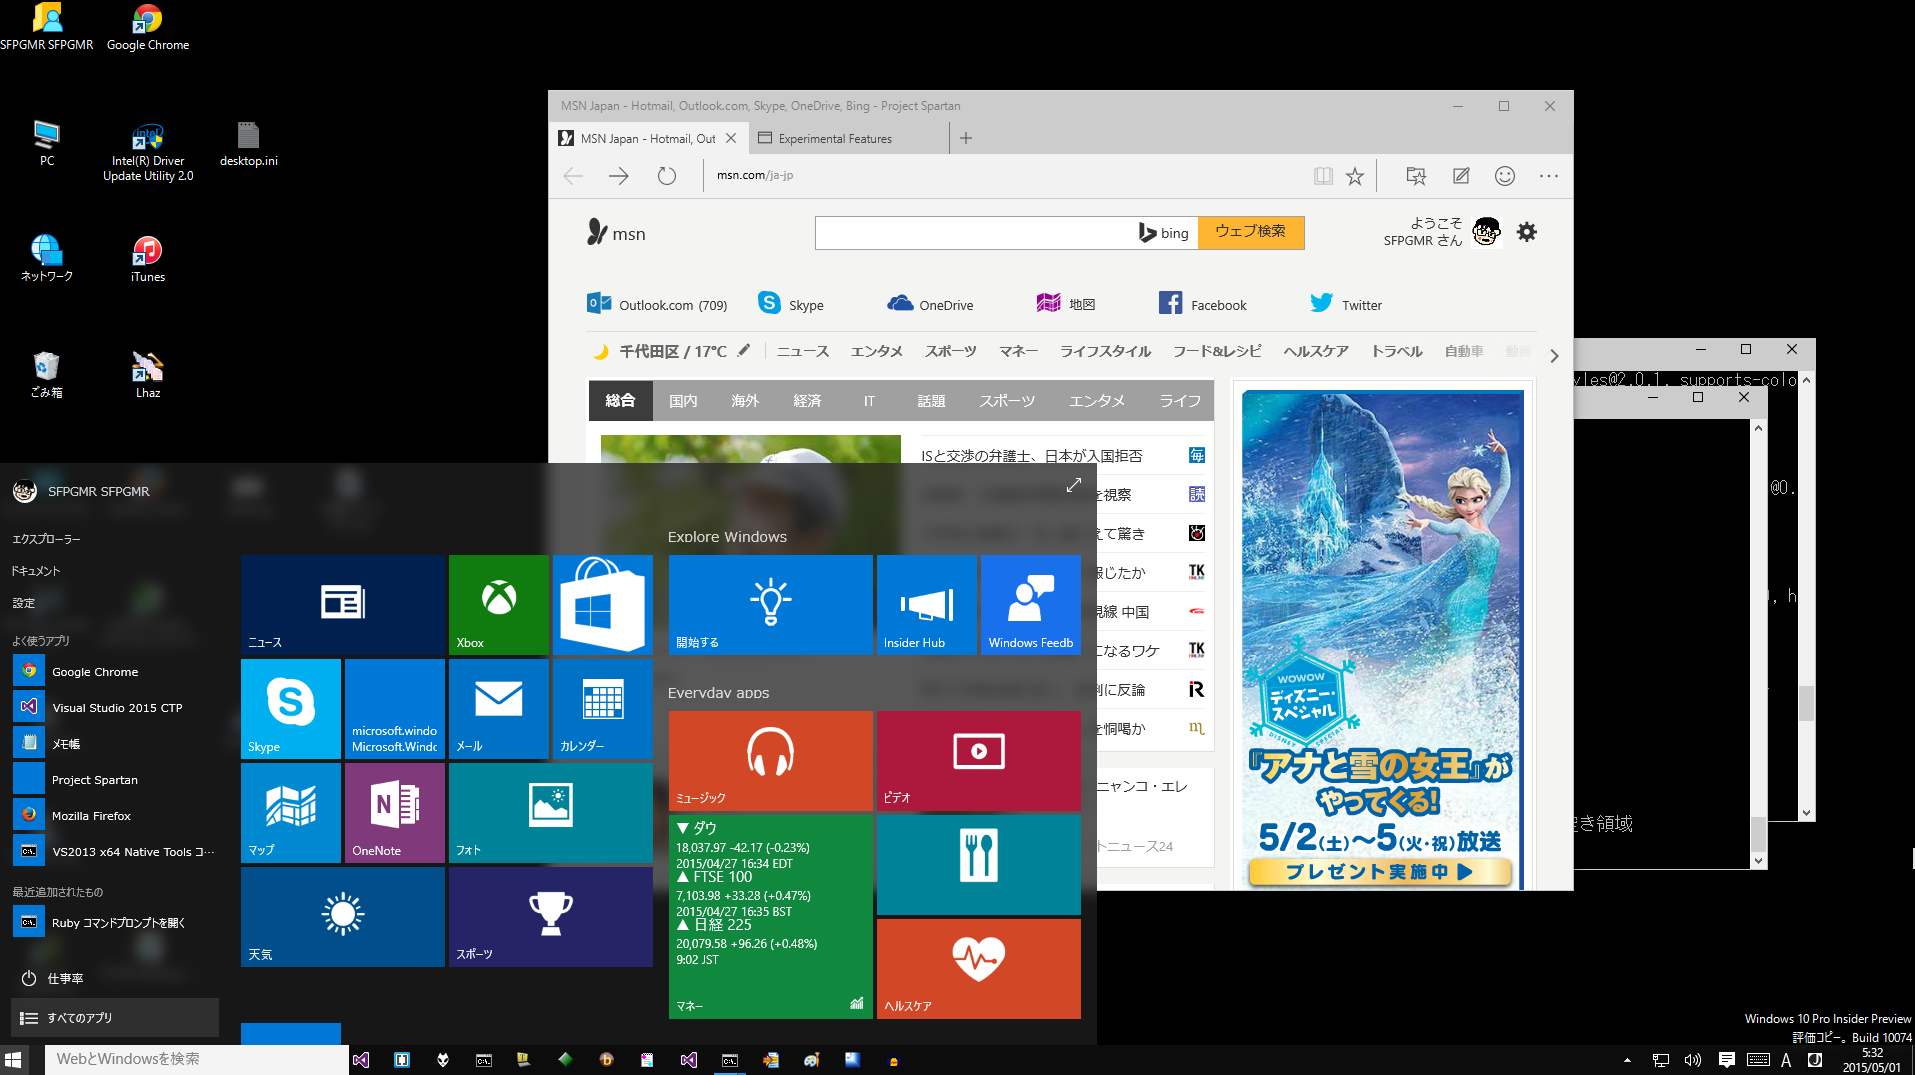 SFPGMR SFPGMR
Google Chrome
PC
Intel(R) Driver
Update Utility 2.0
desktop.ini
ネットワーク
iTunes
ごみ箱
Lhaz
MSN Japan - Hotmail, Outlook.com, Skype, OneDrive, Bing - Project Spartan
MSN Japan - Hotmail, Out
Experimental Features
msn.com/ja-jp
msn
bing
ウェブ検索
ようこそ
SFPGMR さん
Outlook.com (709)
Skype
OneDrive
地図
Facebook
Twitter
千代田区 / 17°C
ニュース
エンタメ
スポーツ
マネー
ライフスタイル
フード&レシピ
ヘルスケア
トラベル
自動車
総合
国内
海外
経済
IT
話題
スポーツ
エンタメ
ライフ
ISと交渉の弁護士、日本が入国拒否
毎
を視察
読
えて驚き
報じたか
TK
視線 中国
になるワケ
TK
列に反論
R
を恫喝か
m
ニャンコ・エレ
トニュース24
WOWOW
ディズニー・
スペシャル
DISNEY SPECIAL
『アナと雪の女王』が
やってくる!
5/2(土)~5(火・祝)放送
プレゼント実施中
yles@2.0.1, supports-colo
@0.
, h
空き領域
SFPGMR SFPGMR
エクスプローラー
ドキュメント
設定
よく使うアプリ
Google Chrome
Visual Studio 2015 CTP
メモ帳
Project Spartan
Mozilla Firefox
VS2013 x64 Native Tools コ…
最近追加されたもの
Ruby コマンドプロンプトを開く
仕事率
すべてのアプリ
ニュース
Xbox
Skype
microsoft.windo
Microsoft.Windc
メール
カレンダー
マップ
OneNote
フォト
天気
スポーツ
Explore Windows
開始する
Insider Hub
Windows Feedb
Everyday apps
ミュージック
ビデオ
▼ ダウ
18,037.97 -42.17 (-0.23%)
2015/04/27 16:34 EDT
▲ FTSE 100
7,103.98 +33.28 (+0.47%)
2015/04/27 16:35 BST
▲ 日経 225
20,079.58 +96.26 (+0.48%)
9:02 JST
マネー
ヘルスケア
Windows 10 Pro Insider Preview
評価コピー。Build 10074
WebとWindowsを検索
A
5:32
2015/05/01